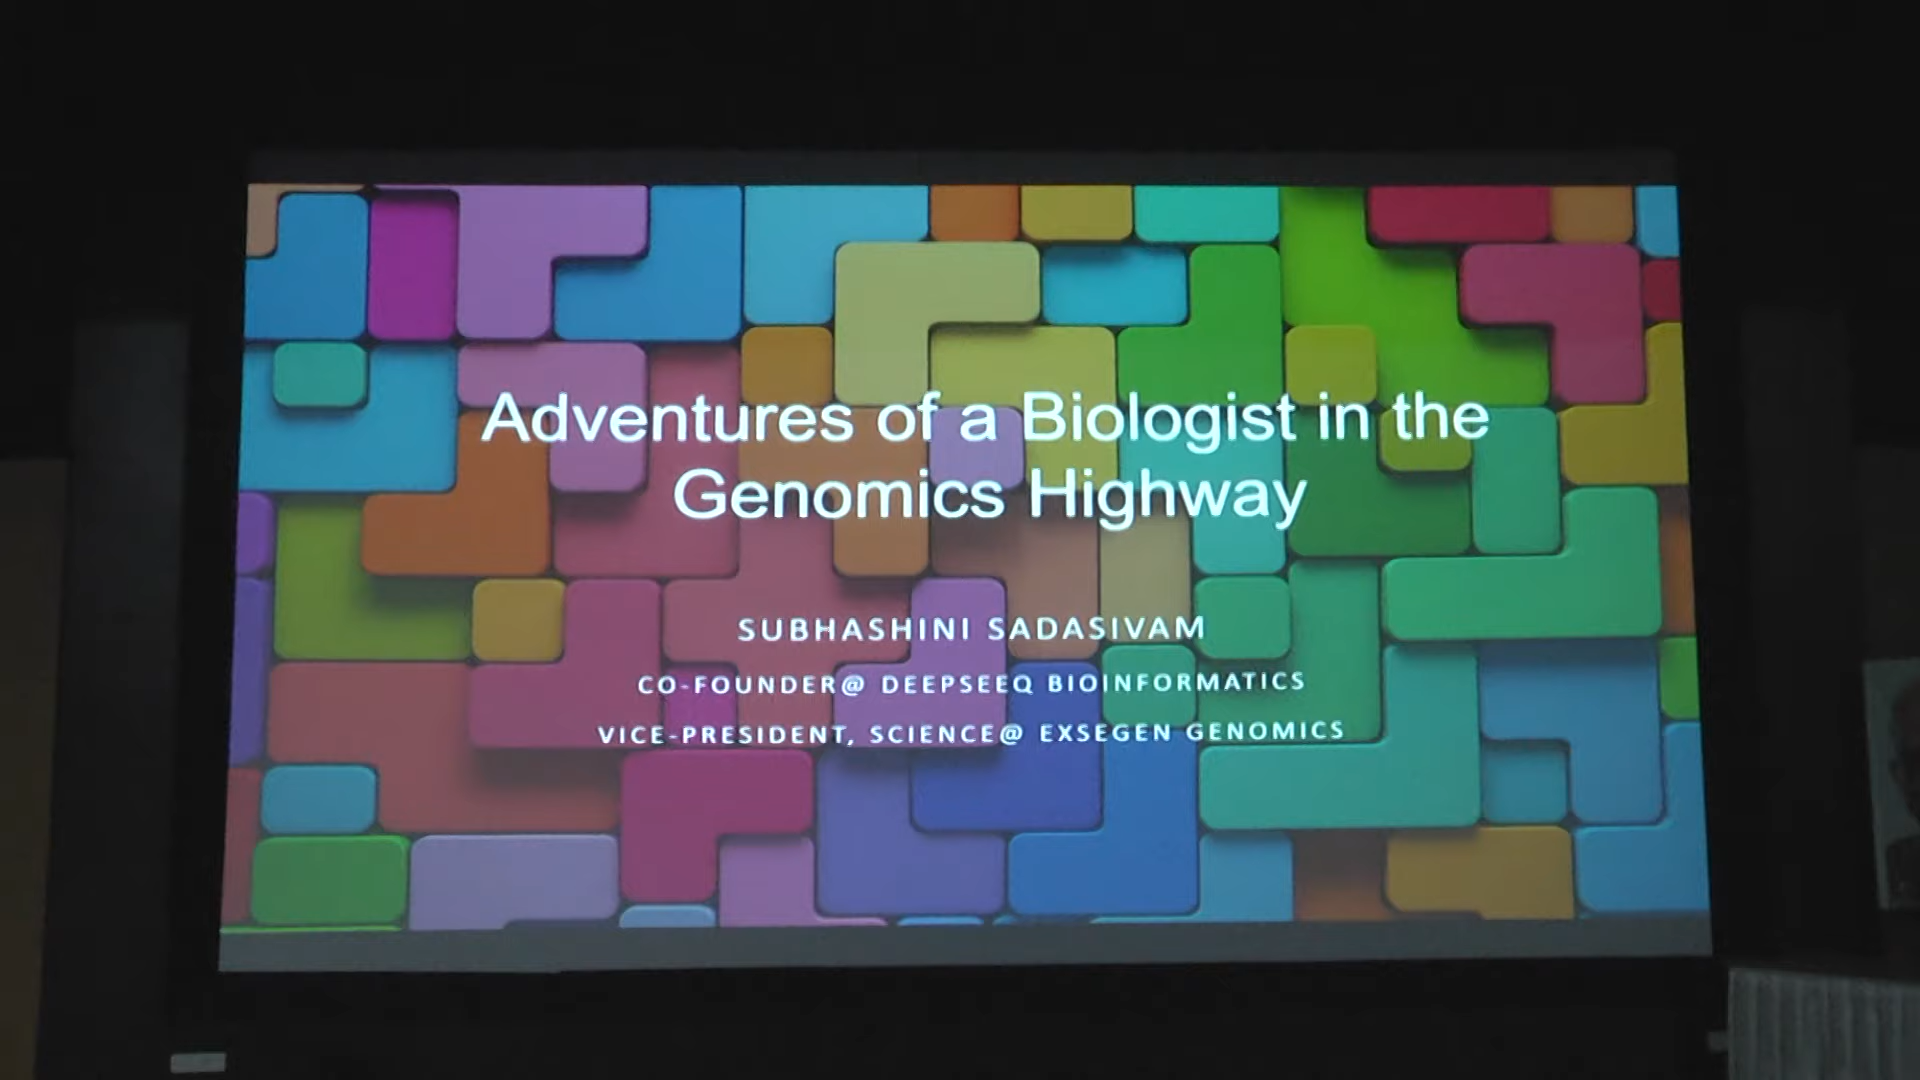 Adventures of a Biologist in the
Genomics Highway
SUBHASHINI SADASIVAM
CO-FOUNDER@ DEEPSEEQ BIOINFORMATICS
VICE-PRESIDENT, SCIENCE@ EXSEGEN GENOMICS